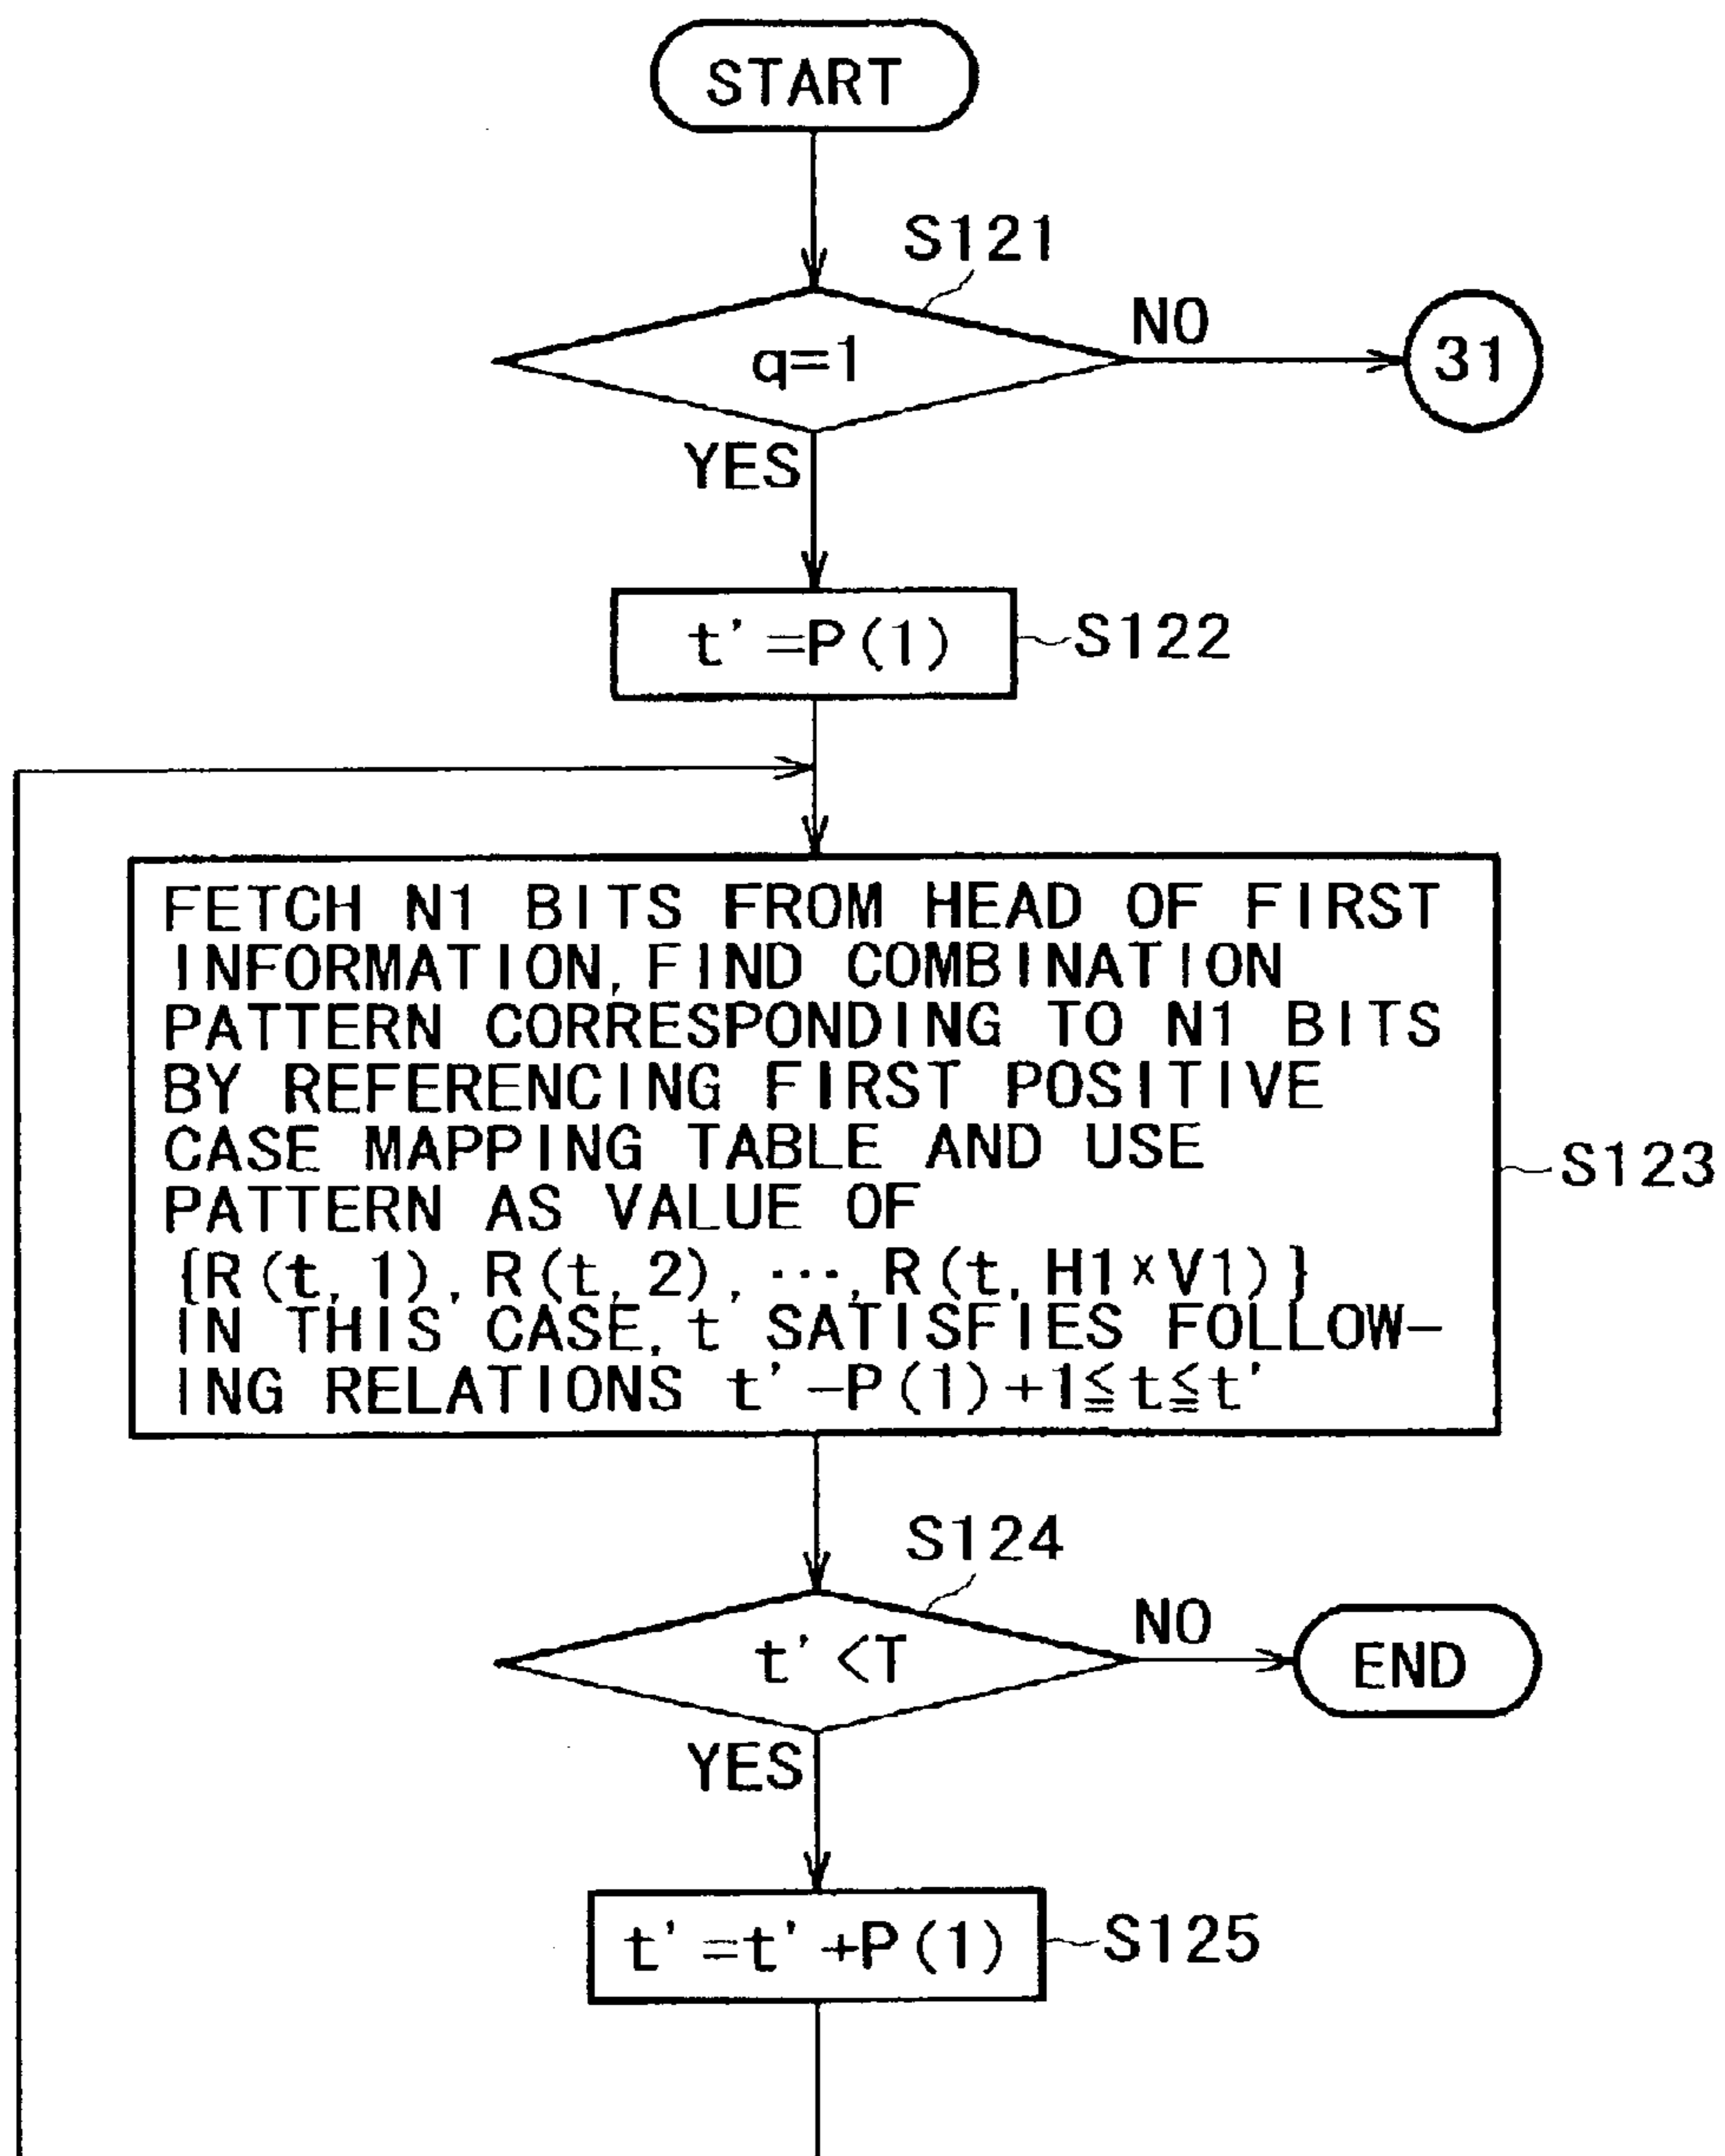 START
S121
q=1
NO
31
YES
t'=P(1)
S122
FETCH N1 BITS FROM HEAD OF FIRST
INFORMATION, FIND COMBINATION
PATTERN CORRESPONDING TO N1 BITS
BY REFERENCING FIRST POSITIVE
CASE MAPPING TABLE AND USE
PATTERN AS VALUE OF
{R(t, 1), R(t, 2), ···, R(t, H1×V1)}
IN THIS CASE, t SATISFIES FOLLOW-
ING RELATIONS t'-P(1)+1≦t≦t'
S123
S124
t'<T
NO
END
YES
t'=t'+P(1)
S125